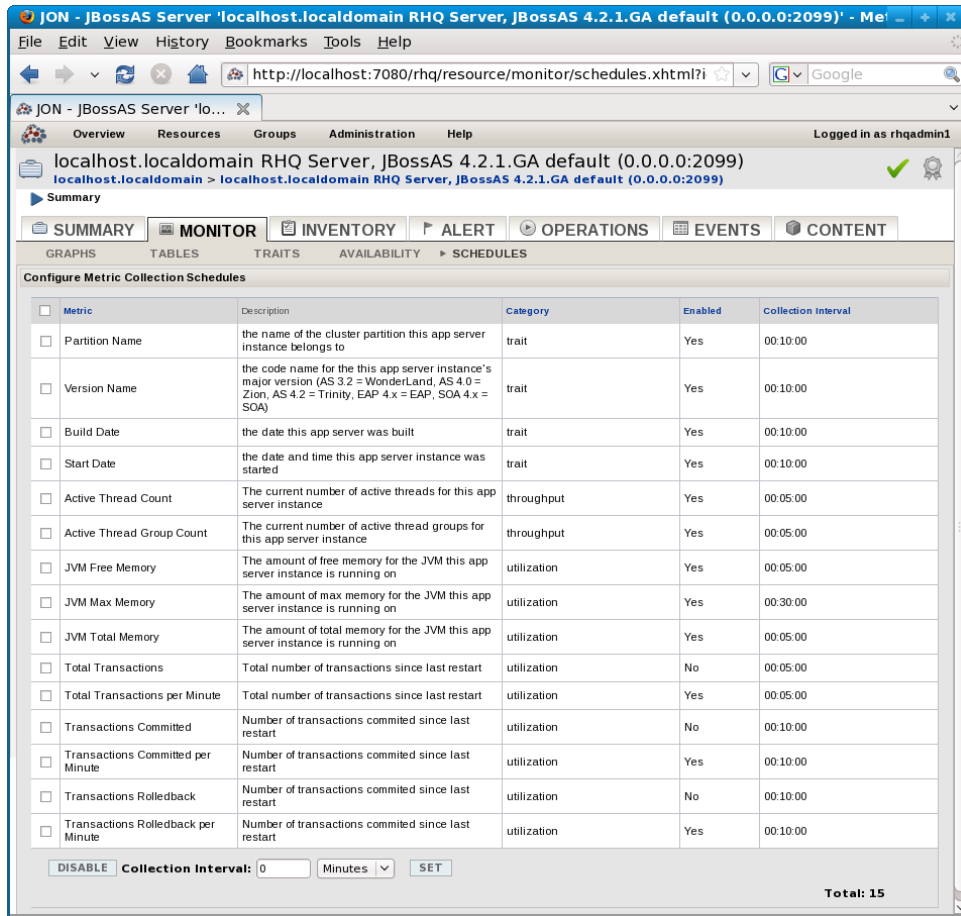 JON - JBossAS Server 'localhost.localdomain RHQ Server, JBossAS 4.2.1.GA default (0.0.0.0:2099)' - Met
File Edit View History Bookmarks Tools Help
http://localhost:7080/rhq/resource/monitor/schedules.xhtml?i
G Google
JON - JBossAS Server 'lo...
Overview Resources Groups Administration Help Logged in as rhqadmin1
localhost.localdomain RHQ Server, JBossAS 4.2.1.GA default (0.0.0.0:2099)
localhost.localdomain > localhost.localdomain RHQ Server, JBossAS 4.2.1.GA default (0.0.0.0:2099)
Summary
SUMMARY MONITOR INVENTORY ALERT OPERATIONS EVENTS CONTENT
GRAPHS TABLES TRAITS AVAILABILITY SCHEDULES
Configure Metric Collection Schedules
Metric Description Category Enabled Collection Interval
Partition Name the name of the cluster partition this app server
instance belongs to trait Yes 00:10:00
the code name for the this app server instance's
Version Name major version (AS 3.2 = WonderLand, AS 4.0 =
Zion, AS 4.2 = Trinity, EAP 4.x = EAP, SOA 4.x =
SOA) trait Yes 00:10:00
Build Date the date this app server was built trait Yes 00:10:00
Start Date the date and time this app server instance was
started trait Yes 00:10:00
Active Thread Count The current number of active threads for this app
server instance throughput Yes 00:05:00
Active Thread Group Count The current number of active thread groups for
this app server instance throughput Yes 00:05:00
JVM Free Memory The amount of free memory for the JVM this app
server instance is running on utilization Yes 00:05:00
JVM Max Memory The amount of max memory for the JVM this app
server instance is running on utilization Yes 00:30:00
JVM Total Memory The amount of total memory for the JVM this app
server instance is running on utilization Yes 00:05:00
Total Transactions Total number of transactions since last restart utilization No 00:05:00
Total Transactions per Minute Total number of transactions since last restart utilization Yes 00:05:00
Transactions Committed Number of transactions commited since last
restart utilization No 00:10:00
Transactions Committed per
Minute Number of transactions commited since last
restart utilization Yes 00:10:00
Transactions Rolledback Number of transactions commited since last
restart utilization No 00:10:00
Transactions Rolledback per
Minute Number of transactions commited since last
restart utilization Yes 00:10:00
DISABLE Collection Interval: 0 Minutes SET
Total: 15